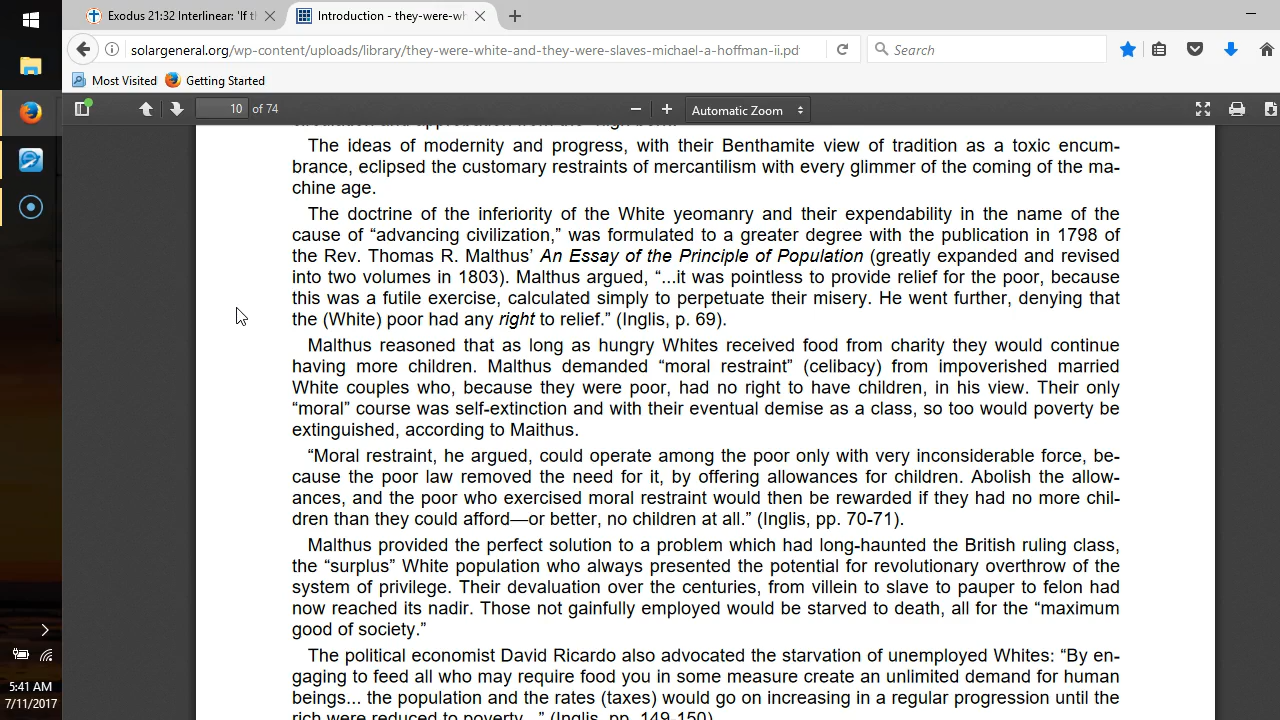 Exodus 21:32 Interlinear: 'If t
Introduction - they-were-wh
solargeneral.org/wp-content/uploads/library/they-were-white-and-they-were-slaves-michael-a-hoffman-ii.pdf
Search
Most Visited
Getting Started
10 of 74
Automatic Zoom
The ideas of modernity and progress, with their Benthamite view of tradition as a toxic encum-
brance, eclipsed the customary restraints of mercantilism with every glimmer of the coming of the ma-
chine age.
The doctrine of the inferiority of the White yeomanry and their expendability in the name of the
cause of “advancing civilization,” was formulated to a greater degree with the publication in 1798 of
the Rev. Thomas R. Malthus’ An Essay of the Principle of Population (greatly expanded and revised
into two volumes in 1803). Malthus argued, “...it was pointless to provide relief for the poor, because
this was a futile exercise, calculated simply to perpetuate their misery. He went further, denying that
the (White) poor had any right to relief.” (Inglis, p. 69).
Malthus reasoned that as long as hungry Whites received food from charity they would continue
having more children. Malthus demanded “moral restraint” (celibacy) from impoverished married
White couples who, because they were poor, had no right to have children, in his view. Their only
“moral” course was self-extinction and with their eventual demise as a class, so too would poverty be
extinguished, according to Maithus.
“Moral restraint, he argued, could operate among the poor only with very inconsiderable force, be-
cause the poor law removed the need for it, by offering allowances for children. Abolish the allow-
ances, and the poor who exercised moral restraint would then be rewarded if they had no more chil-
dren than they could afford—or better, no children at all.” (Inglis, pp. 70-71).
Malthus provided the perfect solution to a problem which had long-haunted the British ruling class,
the “surplus” White population who always presented the potential for revolutionary overthrow of the
system of privilege. Their devaluation over the centuries, from villein to slave to pauper to felon had
now reached its nadir. Those not gainfully employed would be starved to death, all for the “maximum
good of society.”
The political economist David Ricardo also advocated the starvation of unemployed Whites: “By en-
gaging to feed all who may require food you in some measure create an unlimited demand for human
beings... the population and the rates (taxes) would go on increasing in a regular progression until the
rich were reduced to poverty...” (Inglis, pp. 149-150)
5:41 AM
7/11/2017